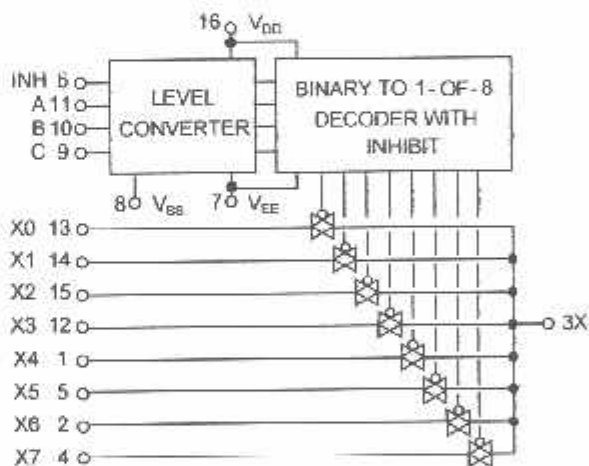 16 VDD
INH 6
A 11
B 10
C 9
LEVEL
CONVERTER
BINARY TO 1-OF-8
DECODER WITH
INHIBIT
8 VSS
7 VEE
X0 13
X1 14
X2 15
X3 12
3X
X4 1
X5 5
X6 2
X7 4